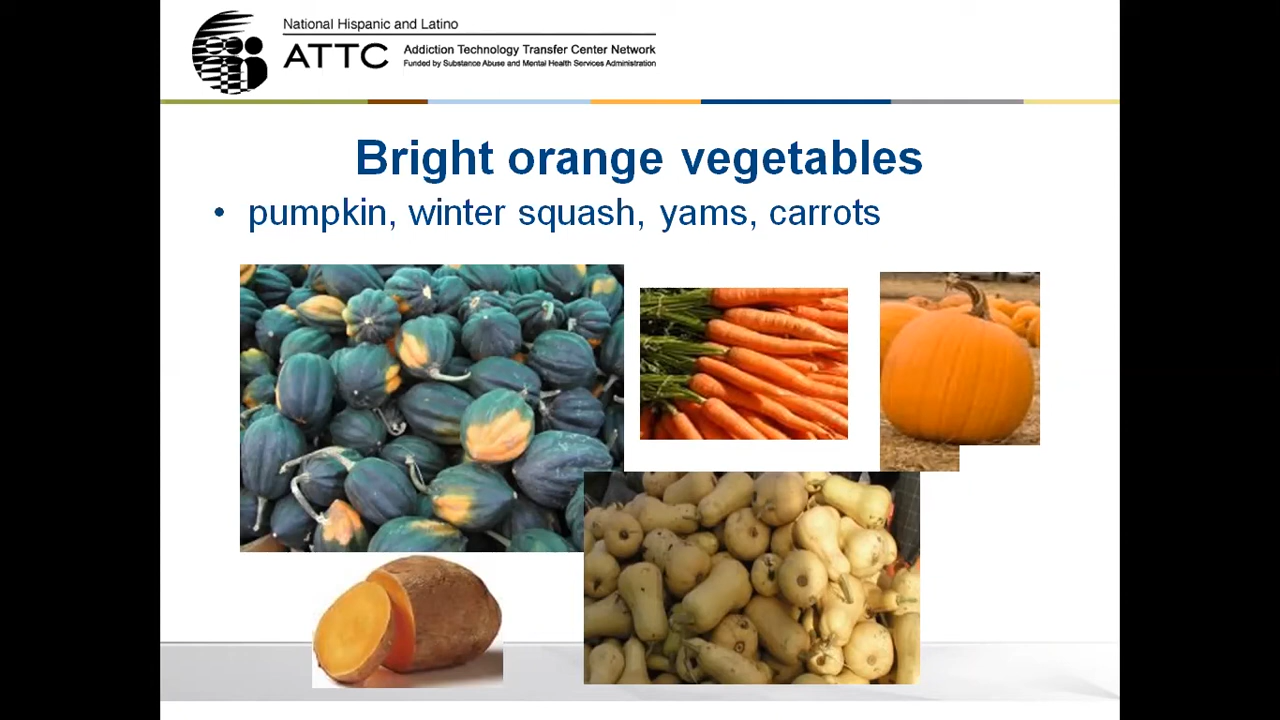 National Hispanic and Latino
ATTC
Addiction Technology Transfer Center Network
Funded by Substance Abuse and Mental Health Services Administration
Bright orange vegetables
• pumpkin, winter squash, yams, carrots